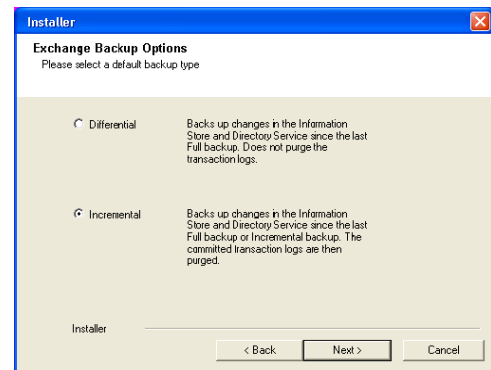 Installer
Exchange Backup Options
Please select a default backup type
Differential
Backs up changes in the Information
Store and Directory Service since the last
Full backup. Does not purge the
transaction logs.
Incremental
Backs up changes in the Information
Store and Directory Service since the last
Full backup or Incremental backup. The
committed transaction logs are then
purged.
Installer
< Back
Next >
Cancel